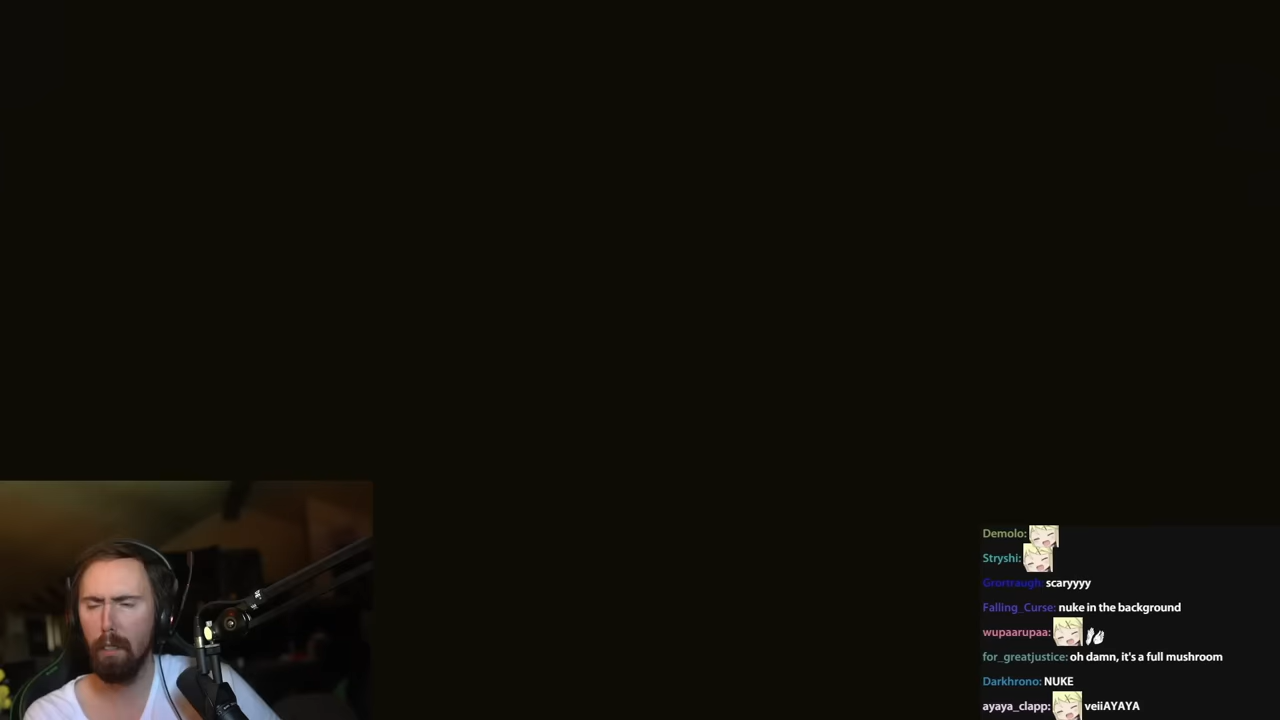 Demolo:
Stryshi:
Grortraugh: scaryyyy
Falling_Curse: nuke in the background
wupaarupaa:
for_greatjustice: oh damn, it's a full mushroom
Darkhrono: NUKE
ayaya_clapp: veiiAYAYA